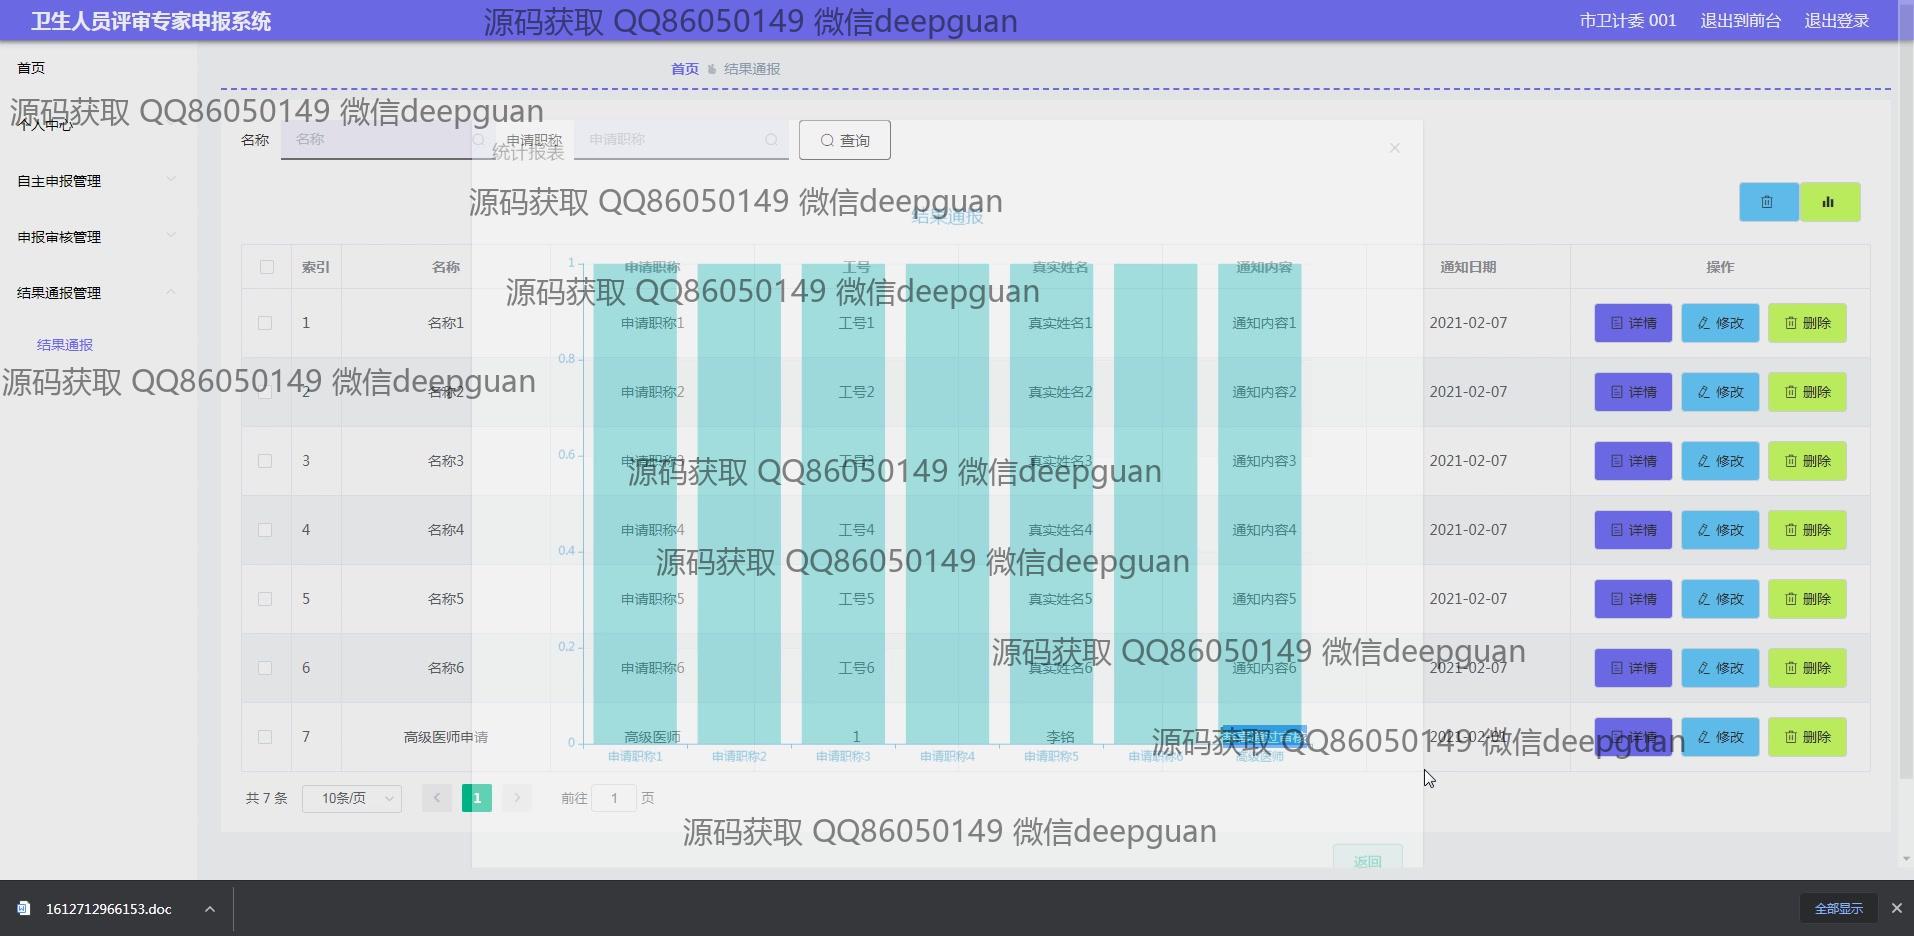 卫生人员评审专家申报系统
源码获取 QQ86050149 微信deepguan
市卫计委 001 退出到前台 退出登录
首页
首页 结果通报
源码获取 QQ86050149 微信deepguan
个人中心
名称 名称 申请职称 申请职称 查询
统计报表
自主申报管理
源码获取 QQ86050149 微信deepguan
结果通报
申报审核管理
索引 名称 申请职称 工号 真实姓名 通知内容 通知日期 操作
1
源码获取 QQ86050149 微信deepguan
结果通报管理
1 名称1 申请职称1 工号1 真实姓名1 通知内容1 2021-02-07 详情 修改 删除
结果通报
0.8
源码获取 QQ86050149 微信deepguan
2 名称2 申请职称2 工号2 真实姓名2 通知内容2 2021-02-07 详情 修改 删除
0.6
3 名称3 申请职称3 工号3 真实姓名3 通知内容3 2021-02-07 详情 修改 删除
源码获取 QQ86050149 微信deepguan
4 名称4 申请职称4 工号4 真实姓名4 通知内容4 2021-02-07 详情 修改 删除
0.4
源码获取 QQ86050149 微信deepguan
5 名称5 申请职称5 工号5 真实姓名5 通知内容5 2021-02-07 详情 修改 删除
0.2
源码获取 QQ86050149 微信deepguan
6 名称6 申请职称6 工号6 真实姓名6 通知内容6 2021-02-07 详情 修改 删除
7 高级医师申请 高级医师 1 李铭 详情 修改 删除
源码获取 QQ86050149 微信deepguan
0
申请职称1 申请职称2 申请职称3 申请职称4 申请职称5 申请职称6 高级医师
共 7 条 10条/页 1 前往 1 页
源码获取 QQ86050149 微信deepguan
返回
1612712966153.doc
全部显示